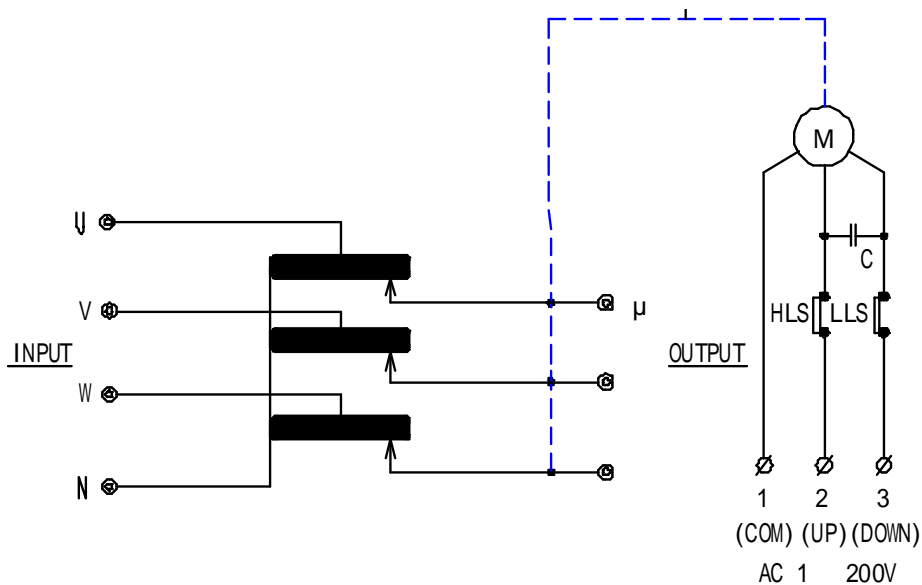 M
U
C
V
µ
HLS
LLS
INPUT
OUTPUT
W
N
1 2 3
(COM) (UP) (DOWN)
AC 1 200V